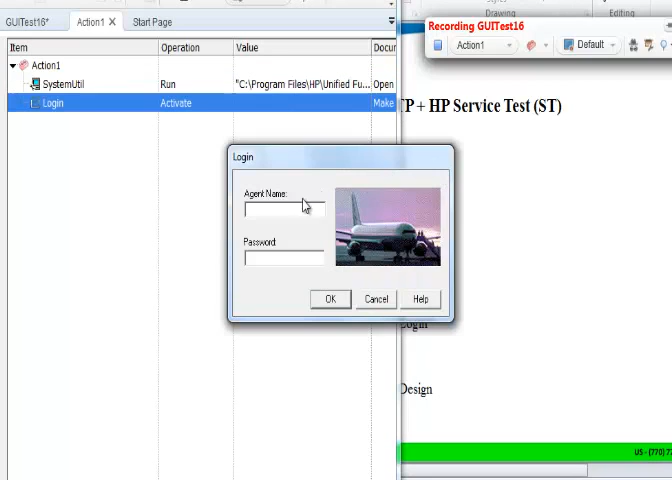 GUITest16* Action1 Start Page
Drawing Editing
Recording GUITest16
Action1 Default
Item Operation Value Docur
Action1
SystemUtil Run "C:\Program Files\HP\Unified Fu... Open
Login Activate Make
TP + HP Service Test (ST)
Login
Agent Name:
Password:
OK Cancel Help
Login
Design
US - (770) 7